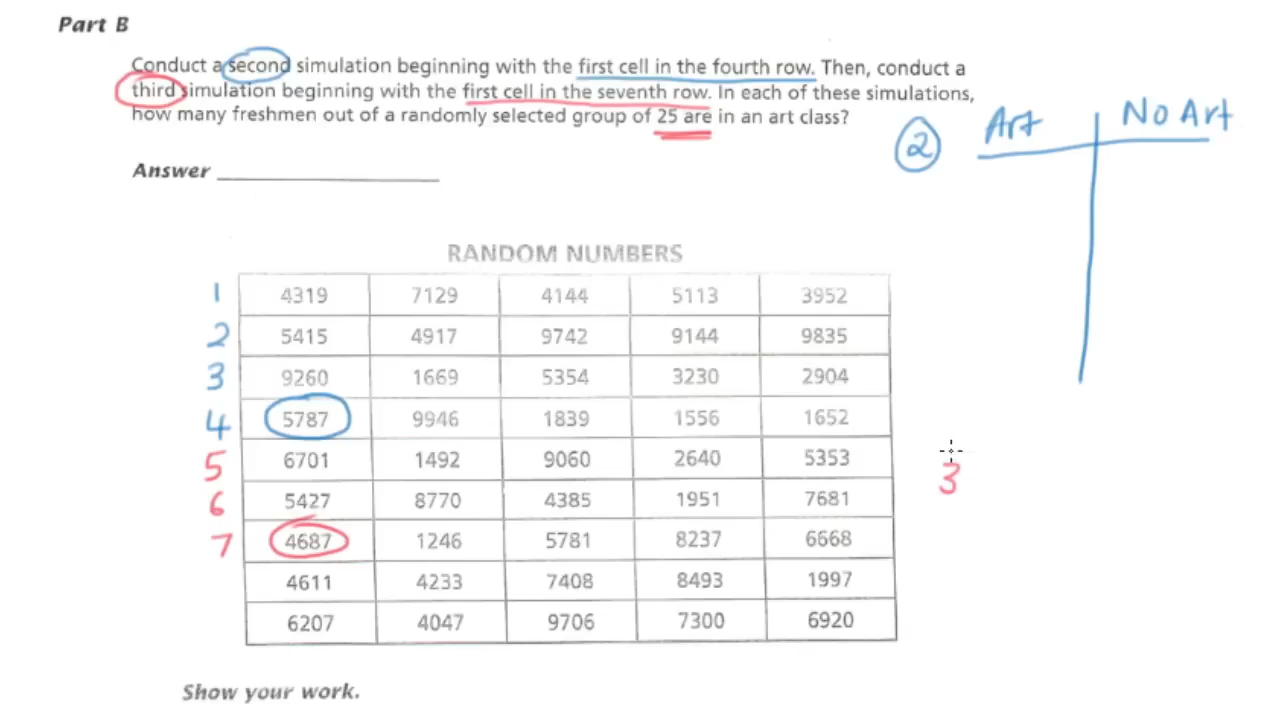 Part B
Conduct a second simulation beginning with the first cell in the fourth row. Then, conduct a
third simulation beginning with the first cell in the seventh row. In each of these simulations,
how many freshmen out of a randomly selected group of 25 are in an art class?
2 Art No Art
Answer
RANDOM NUMBERS
1 4319 7129 4144 5113 3952
2 5415 4917 9742 9144 9835
3 9260 1669 5354 3230 2904
4 5787 9946 1839 1556 1652
5 6701 1492 9060 2640 5353
3
6 5427 8770 4385 1951 7681
7 4687 1246 5781 8237 6668
4611 4233 7408 8493 1997
6207 4047 9706 7300 6920
Show your work.